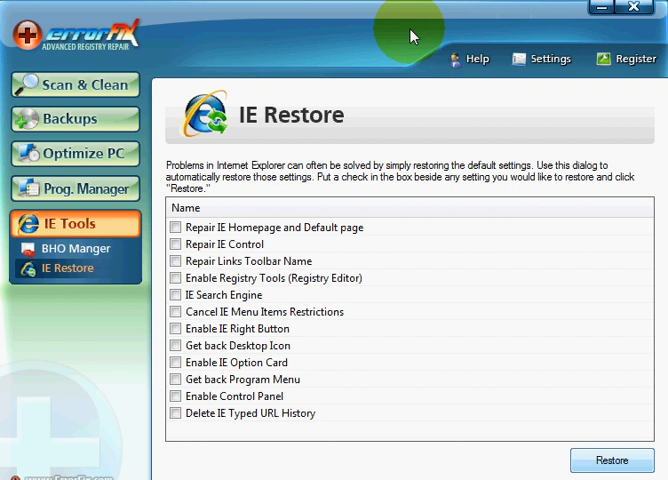 errorFIX
ADVANCED REGISTRY REPAIR
Help
Settings
Register
Scan & Clean
Backups
Optimize PC
Prog. Manager
IE Tools
BHO Manger
IE Restore
IE Restore
Problems in Internet Explorer can often be solved by simply restoring the default settings. Use this dialog to
automatically restore those settings. Put a check in the box beside any setting you would like to restore and click
"Restore."
Name
Repair IE Homepage and Default page
Repair IE Control
Repair Links Toolbar Name
Enable Registry Tools (Registry Editor)
IE Search Engine
Cancel IE Menu Items Restrictions
Enable IE Right Button
Get back Desktop Icon
Enable IE Option Card
Get back Program Menu
Enable Control Panel
Delete IE Typed URL History
Restore